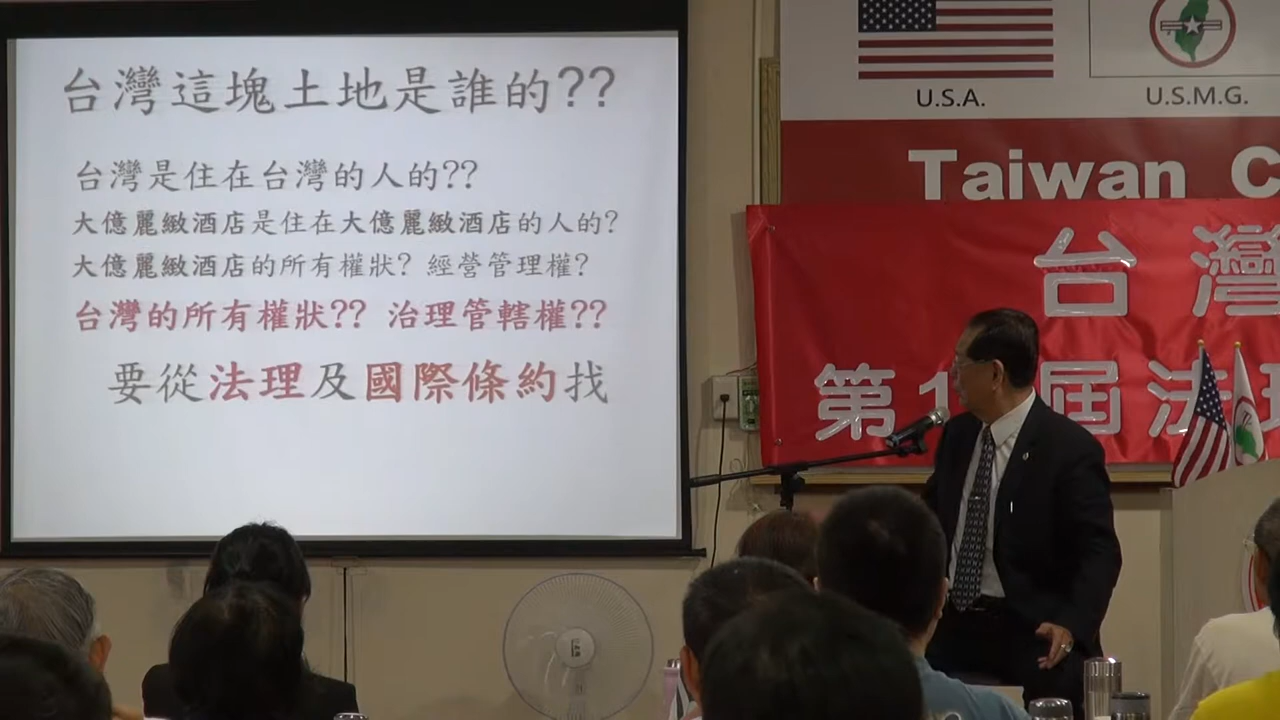 台灣這塊土地是誰的??
台灣是住在台灣的人的??
大億麗緻酒店是住在大億麗緻酒店的人的?
大億麗緻酒店的所有權狀? 經營管理權?
台灣的所有權狀?? 治理管轄權??
要從法理及國際條約找
U.S.A.
U.S.M.G.
Taiwan C
台灣
第1 屆法理